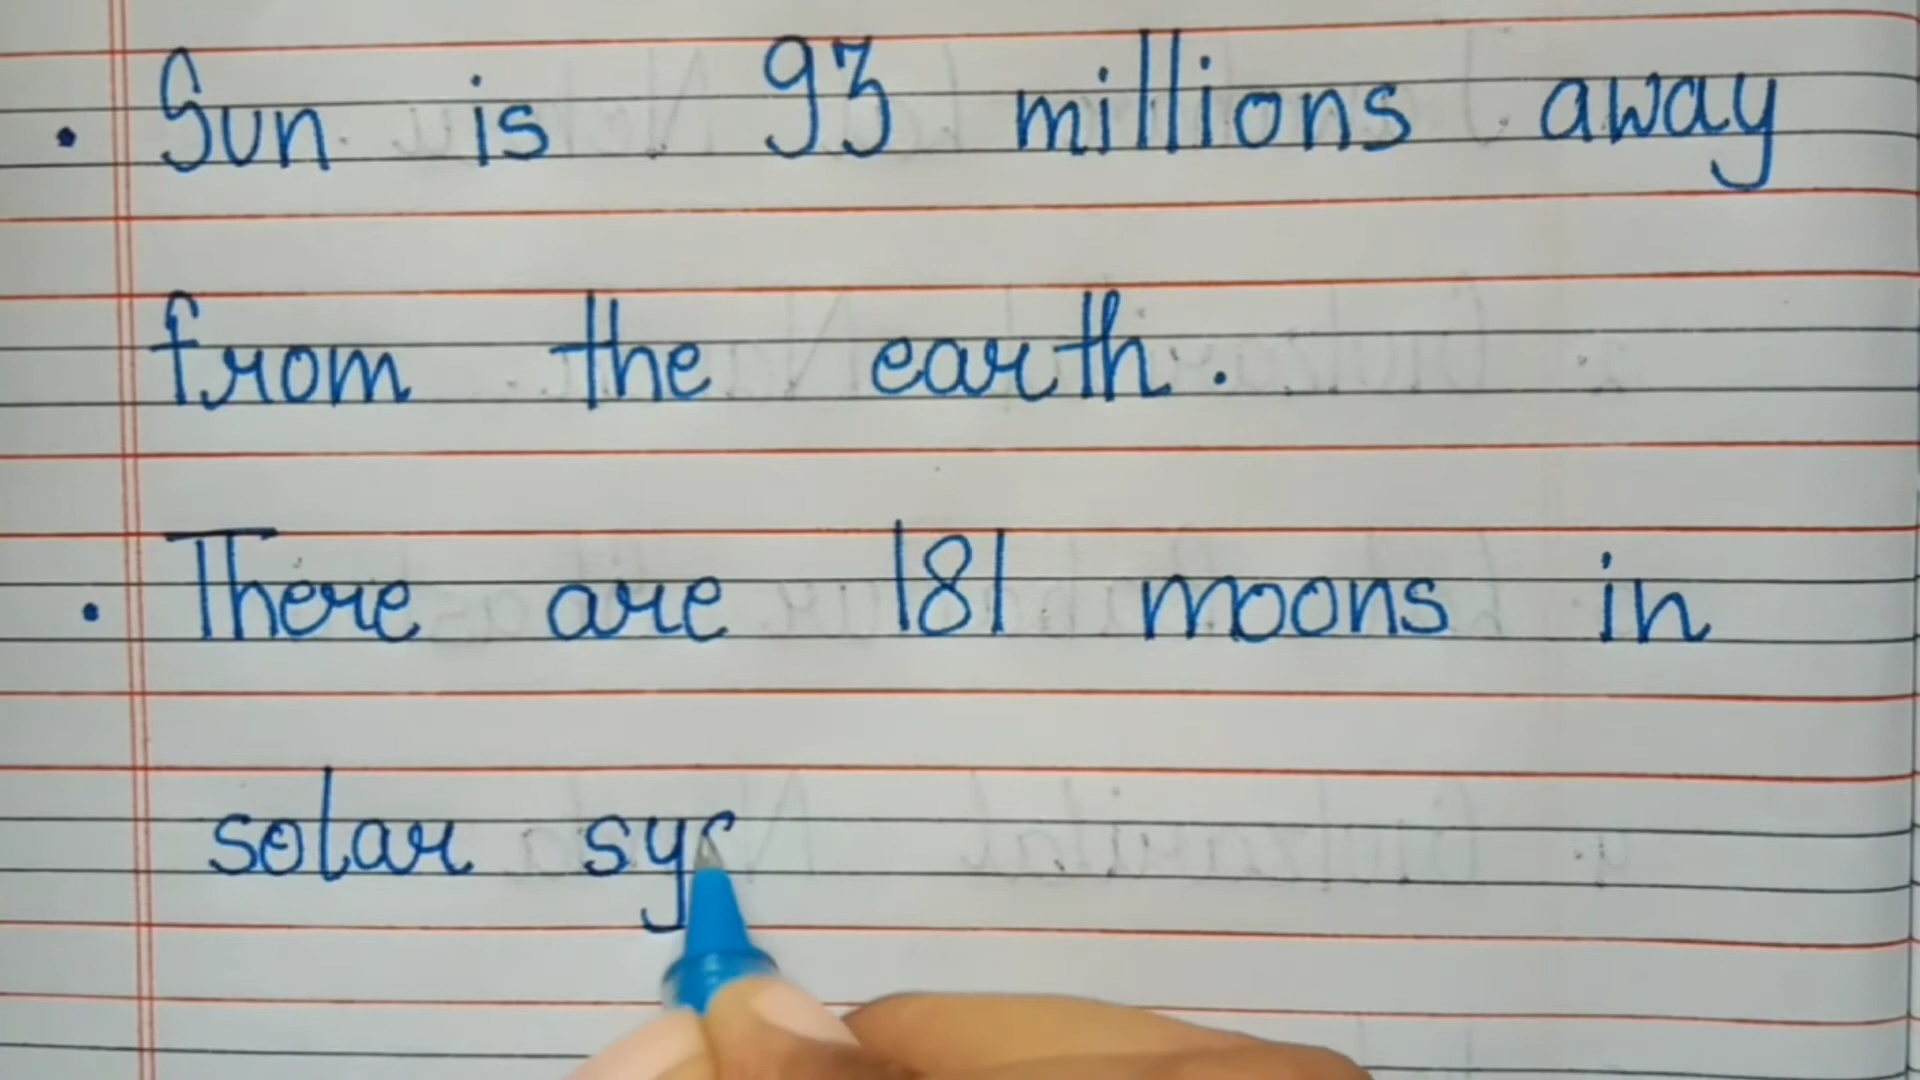 • Sun is 93 millions away
from the earth.
• There are 181 moons in
solar sys